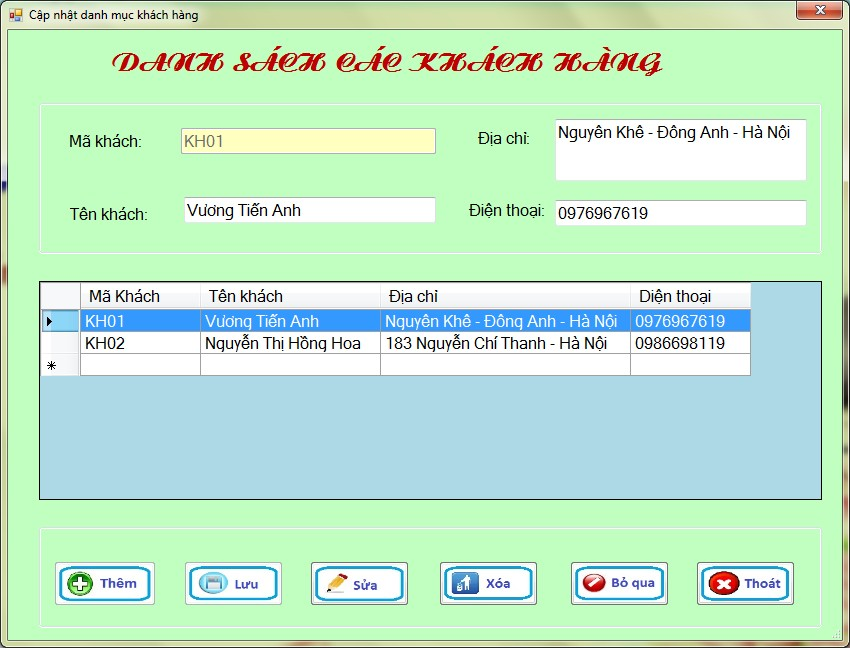 Cập nhật danh mục khách hàng
DANH SÁCH CÁC KHÁCH HÀNG
Mã khách: KH01 Địa chỉ: Nguyên Khê - Đông Anh - Hà Nội
Tên khách: Vương Tiến Anh Điện thoại: 0976967619
Mã Khách Tên khách Địa chỉ Diện thoại
KH01 Vương Tiến Anh Nguyên Khê - Đông Anh - Hà Nội 0976967619
KH02 Nguyễn Thị Hồng Hoa 183 Nguyễn Chí Thanh - Hà Nội 0986698119
Thêm Lưu Sửa Xóa Bỏ qua Thoát